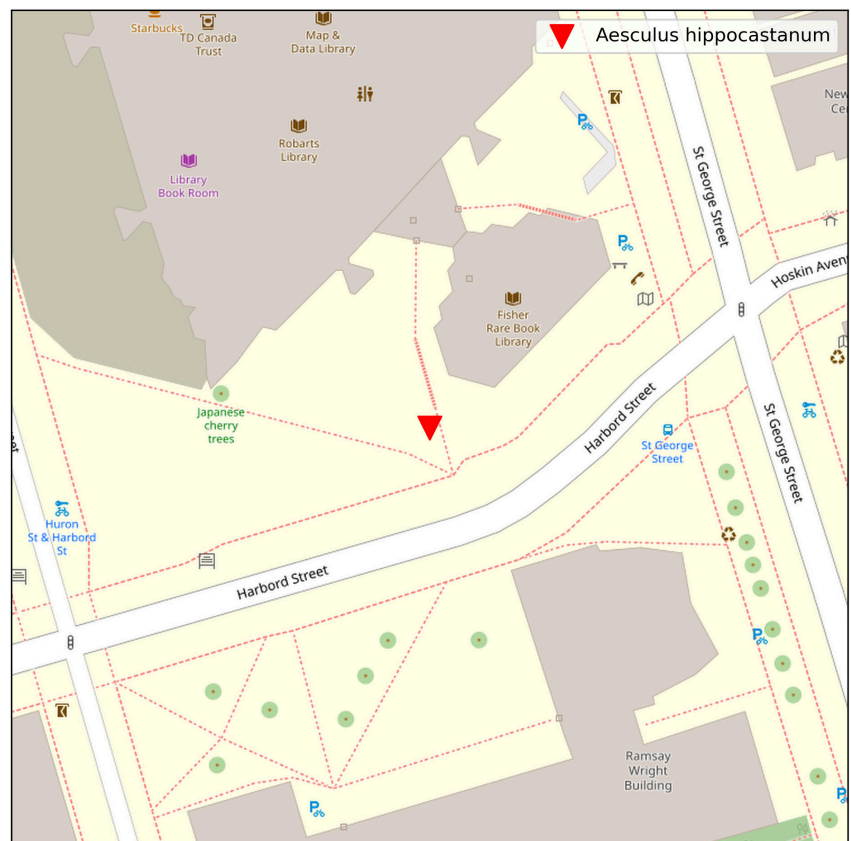 Starbucks
TD Canada
Trust
Map &
Data Library
Aesculus hippocastanum
New
Ce
Robarts
Library
Library
Book Room
St George Street
Hoskin Aven
Fisher
Rare Book
Library
Japanese
cherry
trees
Harbord Street
St George
Street
St George Street
Huron
St & Harbord
St
Harbord Street
Ramsay
Wright
Building